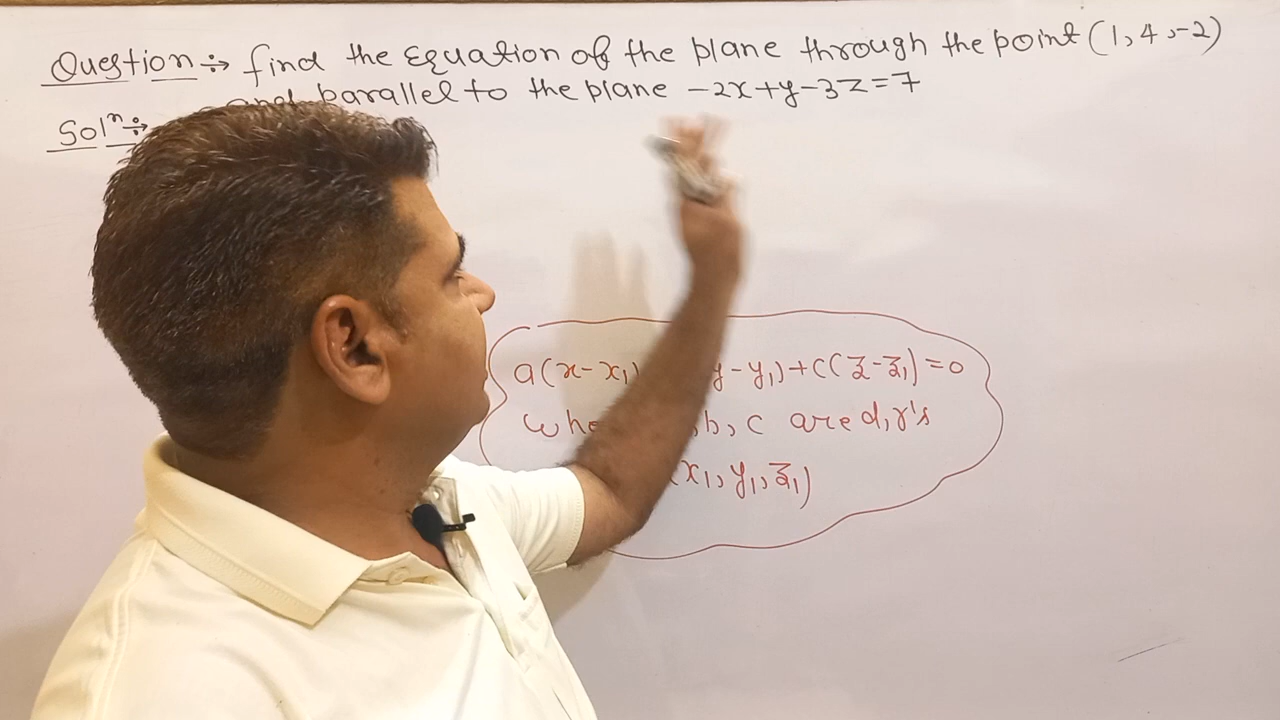 Question ÷→ find the Equation of the plane through the point (1, 4, -2)
and parallel to the plane -2x+y-3z=7
Solⁿ÷
a(x-x₁) y-y₁)+c(z-z₁)=0
b, c are d,r's
(x₁, y₁, z₁)